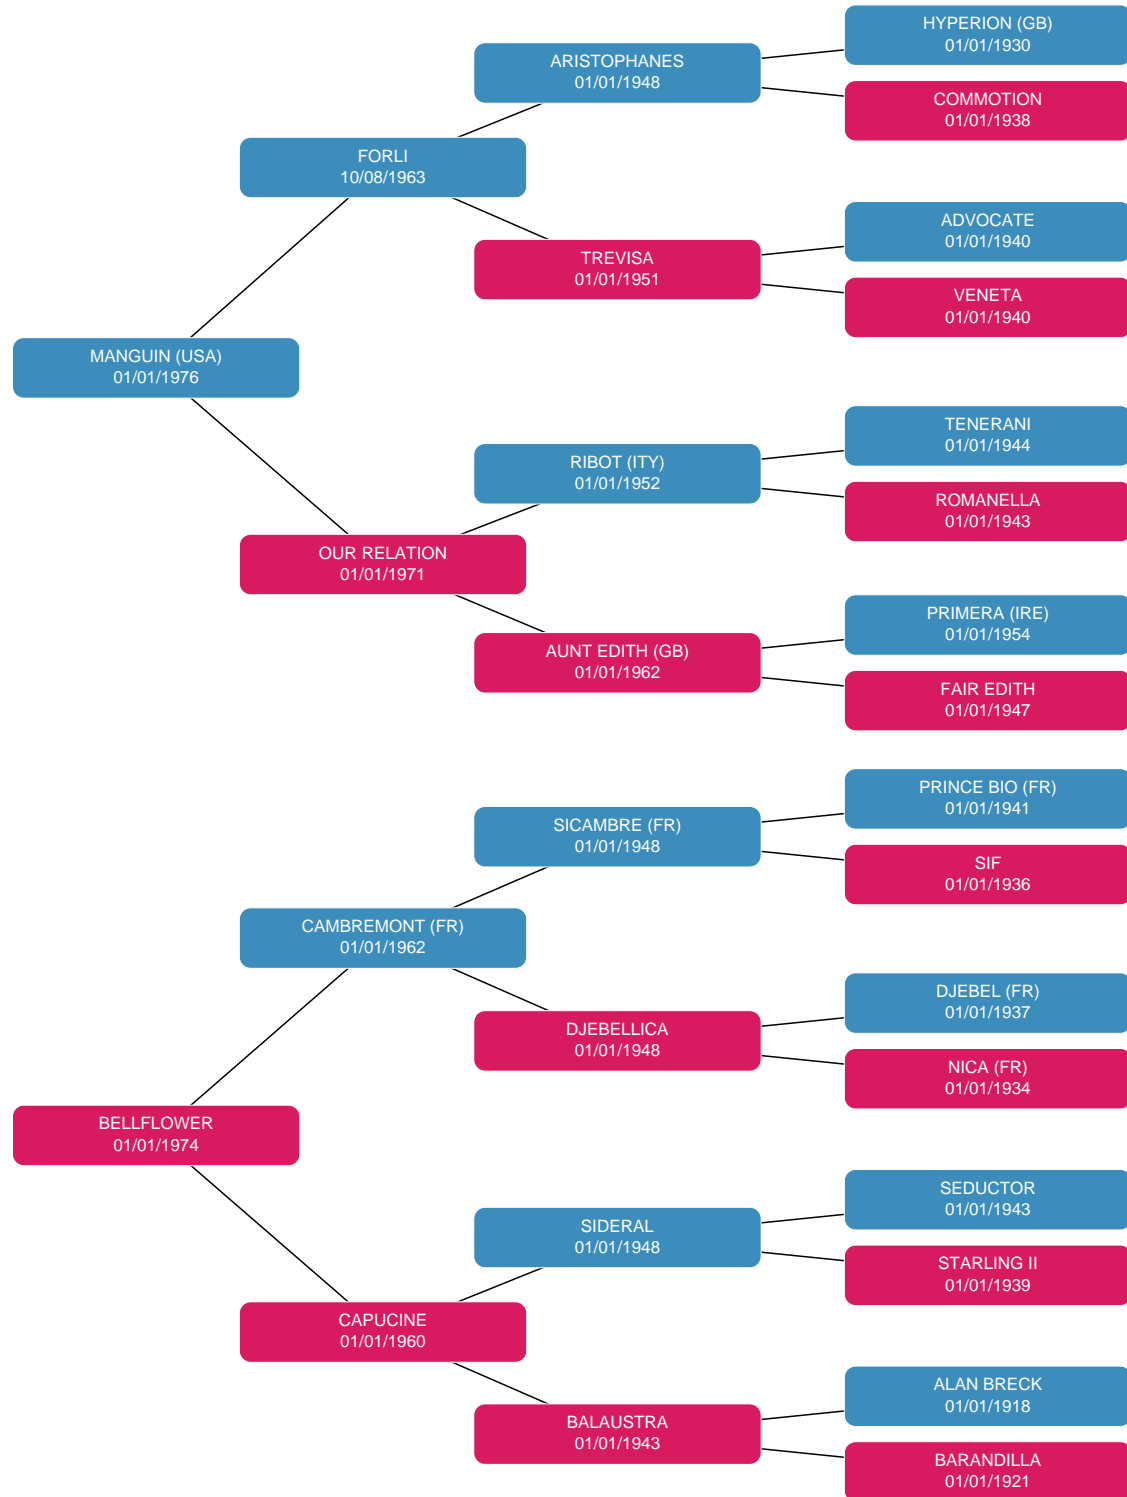 HYPERION (GB)
01/01/1930
ARISTOPHANES
01/01/1948
COMMOTION
01/01/1938
FORLI
10/08/1963
ADVOCATE
01/01/1940
TREVISA
01/01/1951
VENETA
01/01/1940
MANGUIN (USA)
01/01/1976
TENERANI
01/01/1944
RIBOT (ITY)
01/01/1952
ROMANELLA
01/01/1943
OUR RELATION
01/01/1971
PRIMERA (IRE)
01/01/1954
AUNT EDITH (GB)
01/01/1962
FAIR EDITH
01/01/1947
PRINCE BIO (FR)
01/01/1941
SICAMBRE (FR)
01/01/1948
SIF
01/01/1936
CAMBREMONT (FR)
01/01/1962
DJEBEL (FR)
01/01/1937
DJEBELLICA
01/01/1948
NICA (FR)
01/01/1934
BELLFLOWER
01/01/1974
SEDUCTOR
01/01/1943
SIDERAL
01/01/1948
STARLING II
01/01/1939
CAPUCINE
01/01/1960
ALAN BRECK
01/01/1918
BALAUSTRA
01/01/1943
BARANDILLA
01/01/1921